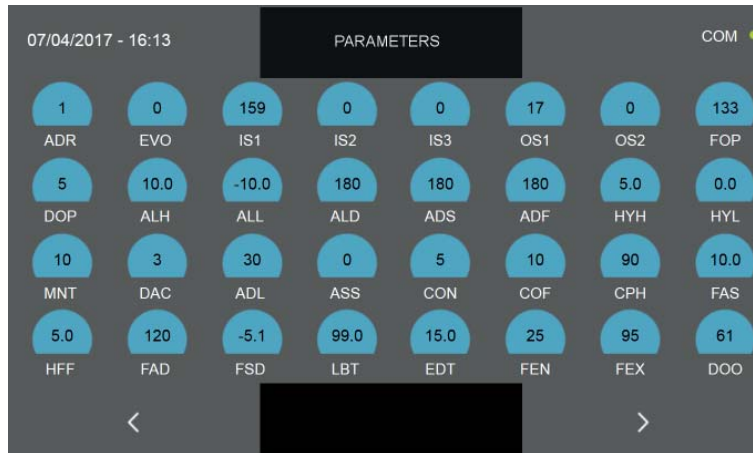 07/04/2017 - 16:13 PARAMETERS COM
1 0 159 0 0 17 0 133
ADR EVO IS1 IS2 IS3 OS1 OS2 FOP
5 10.0 -10.0 180 180 180 5.0 0.0
DOP ALH ALL ALD ADS ADF HYH HYL
10 3 30 0 5 10 90 10.0
MNT DAC ADL ASS CON COF CPH FAS
5.0 120 -5.1 99.0 15.0 25 95 61
HFF FAD FSD LBT EDT FEN FEX DOO